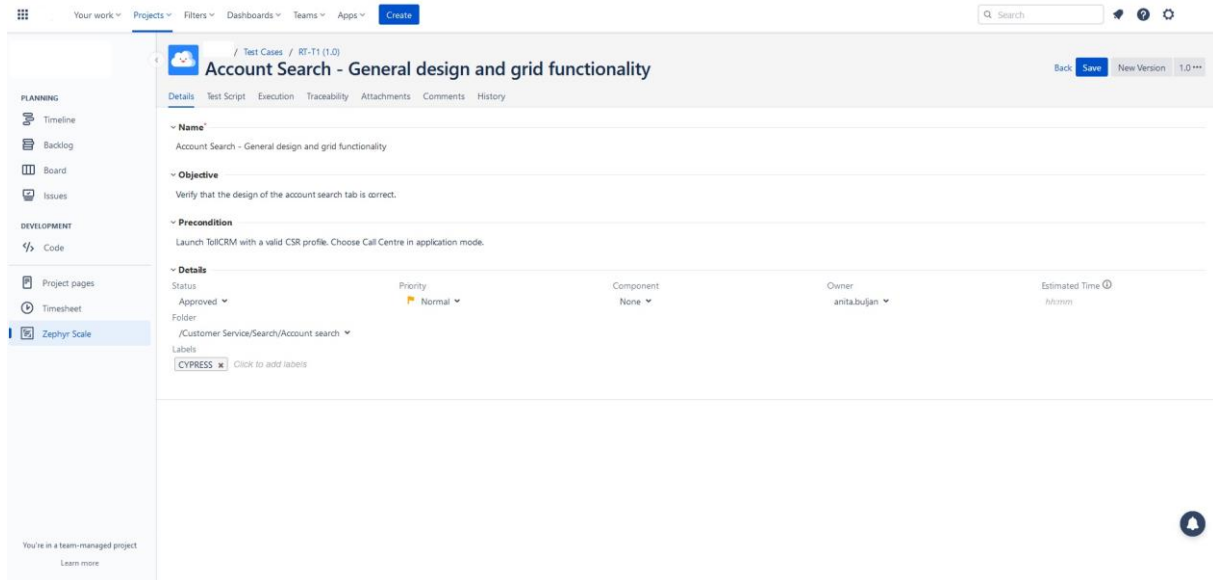 Your work Projects Filters Dashboards Teams Apps Create Search
/ Test Cases / RT-T1 (1.0)
Account Search - General design and grid functionality
Back Save New Version 1.0 •••
Details Test Script Execution Traceability Attachments Comments History
PLANNING
Timeline
Backlog
Board
Issues
DEVELOPMENT
Code
Project pages
Timesheet
Zephyr Scale
You're in a team-managed project
Learn more
Name*
Account Search - General design and grid functionality
Objective
Verify that the design of the account search tab is correct.
Precondition
Launch TollCRM with a valid CSR profile. Choose Call Centre in application mode.
Details
Status Priority Component Owner Estimated Time
Approved Normal None anita.buljan hh:mm
Folder
/Customer Service/Search/Account search
Labels
CYPRESS × Click to add labels